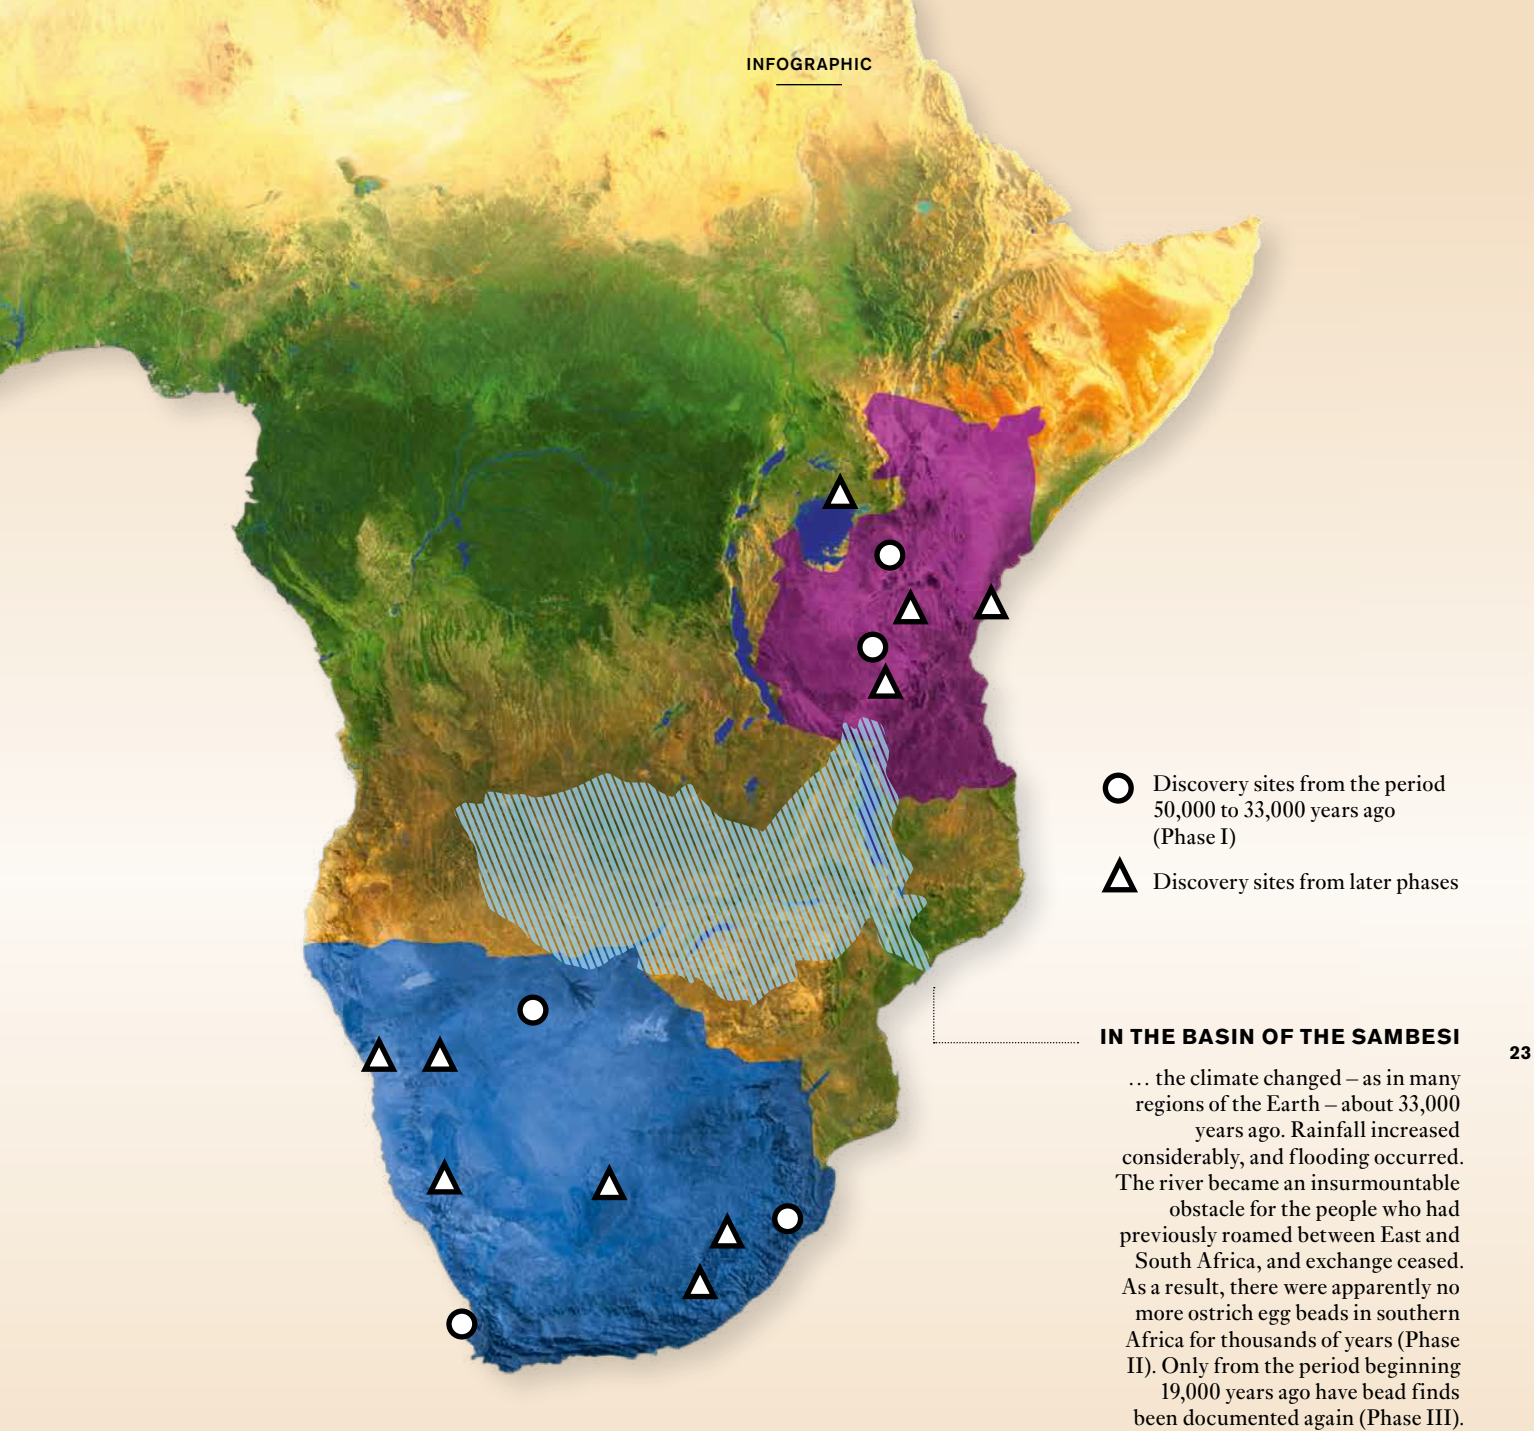 INFOGRAPHIC
Discovery sites from the period
50,000 to 33,000 years ago
(Phase I)
Discovery sites from later phases
IN THE BASIN OF THE SAMBESI
23
… the climate changed – as in many
regions of the Earth – about 33,000
years ago. Rainfall increased
considerably, and flooding occurred.
The river became an insurmountable
obstacle for the people who had
previously roamed between East and
South Africa, and exchange ceased.
As a result, there were apparently no
more ostrich egg beads in southern
Africa for thousands of years (Phase
II). Only from the period beginning
19,000 years ago have bead finds
been documented again (Phase III).